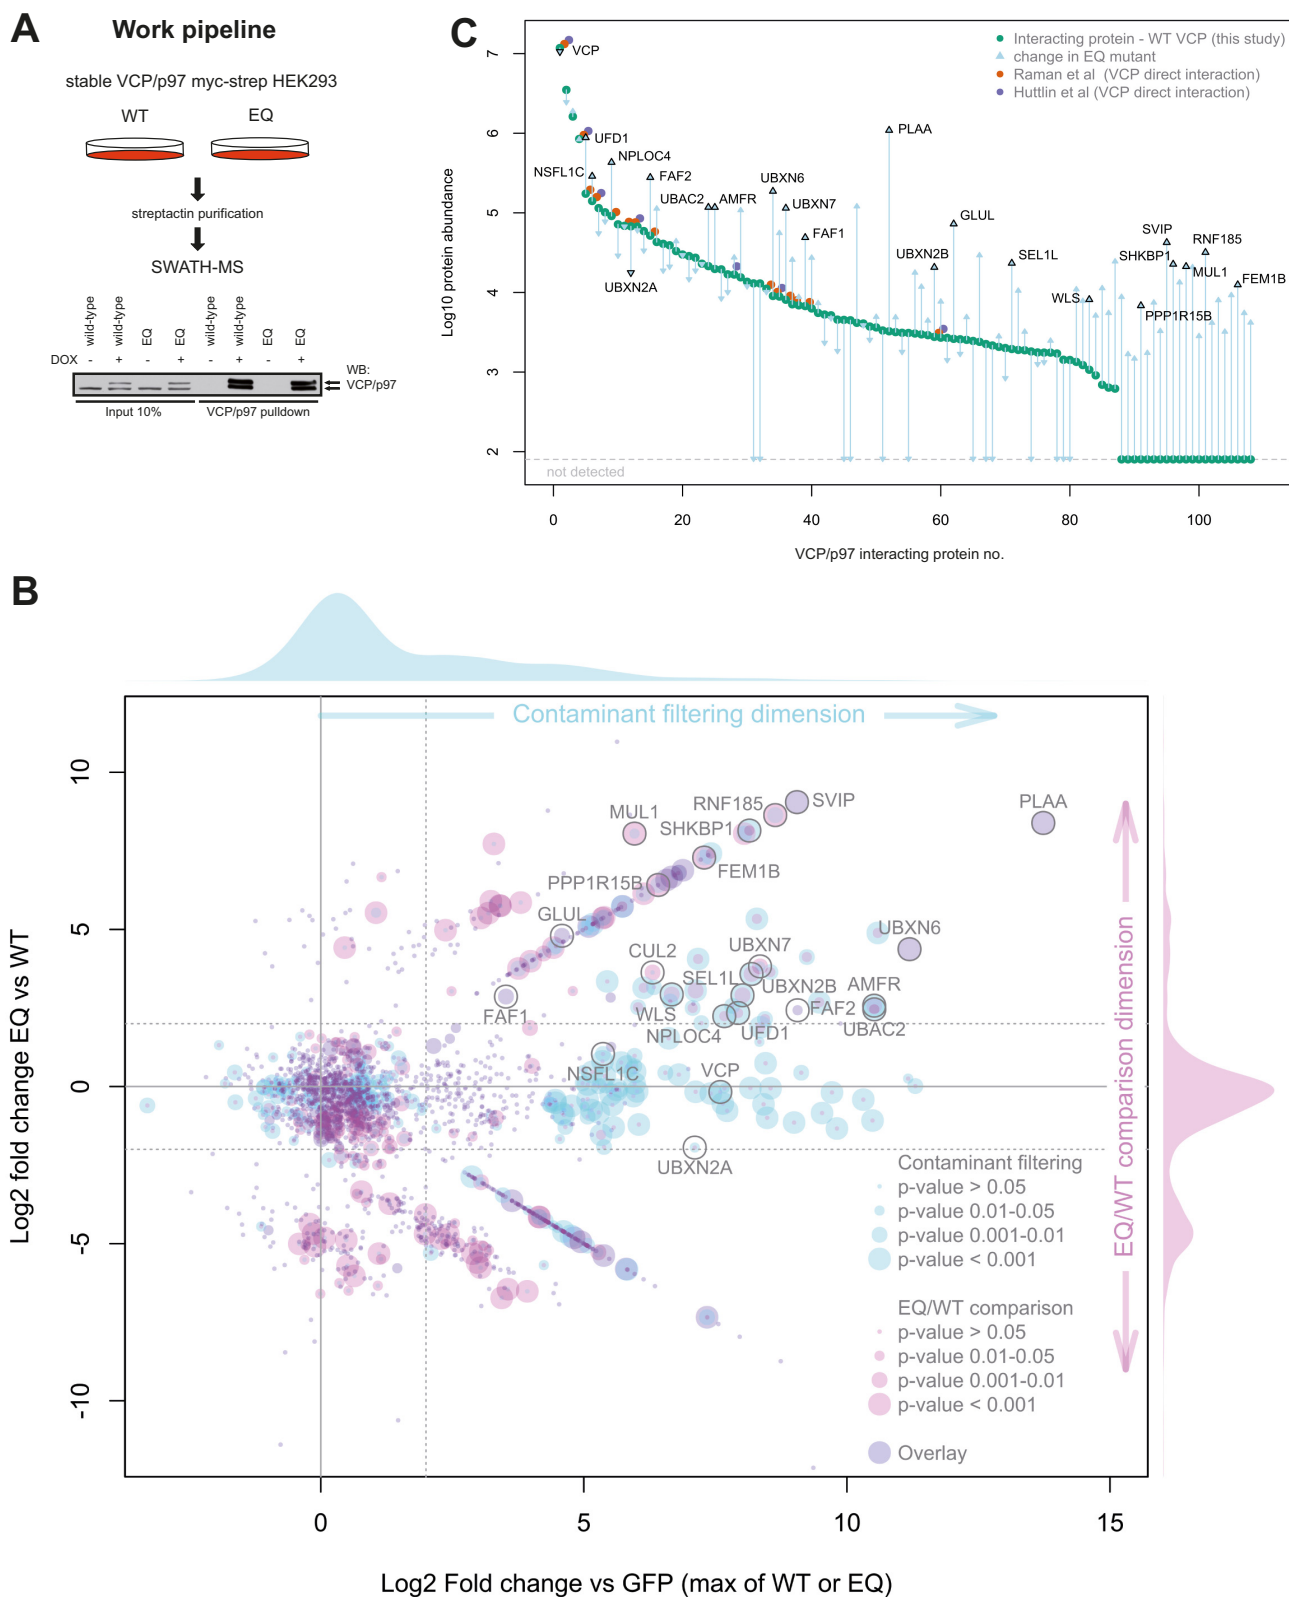 A
Work pipeline
stable VCP/p97 myc-strep HEK293
WT
EQ
streptactin purification
SWATH-MS
wild-type
wild-type
EQ
EQ
wild-type
wild-type
EQ
EQ
DOX - + - + - + - +
WB:
VCP/p97
Input 10%
VCP/p97 pulldown
C
Log10 protein abundance
7
6
5
4
3
2
Interacting protein - WT VCP (this study)
change in EQ mutant
Raman et al (VCP direct interaction)
Huttlin et al (VCP direct interaction)
VCP
PLAA
UFD1
NPLOC4
NSFL1C
FAF2
UBXN6
UBAC2
AMFR
UBXN7
GLUL
FAF1
SVIP
RNF185
UBXN2B
SEL1L
SHKBP1
MUL1
FEM1B
UBXN2A
WLS
PPP1R15B
not detected
0
20
40
60
80
100
VCP/p97 interacting protein no.
B
Contaminant filtering dimension
Log2 fold change EQ vs WT
10
5
0
-5
-10
EQ/WT comparison dimension
RNF185
SVIP
PLAA
MUL1
SHKBP1
FEM1B
PPP1R15B
GLUL
UBXN6
CUL2
UBXN7
SEL1L
UBXN2B
AMFR
FAF1
WLS
FAF2
NPLOC4
UFD1
UBAC2
NSFL1C
VCP
UBXN2A
Contaminant filtering
p-value > 0.05
p-value 0.01-0.05
p-value 0.001-0.01
p-value < 0.001
EQ/WT comparison
p-value > 0.05
p-value 0.01-0.05
p-value 0.001-0.01
p-value < 0.001
Overlay
0
5
10
15
Log2 Fold change vs GFP (max of WT or EQ)